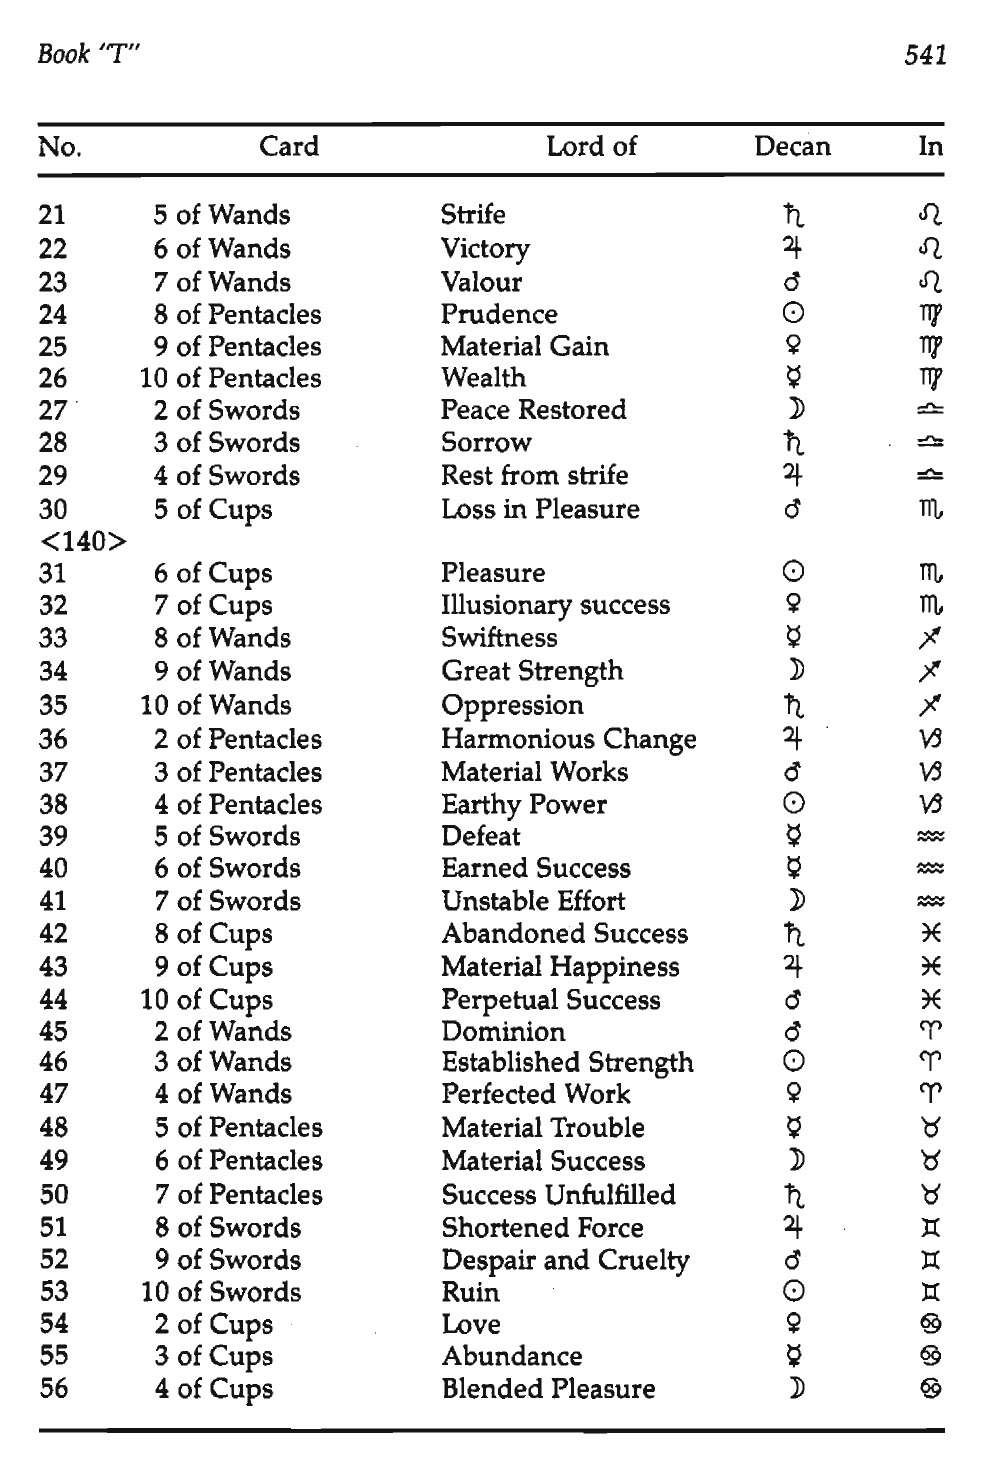 Book "T" 541
No. Card Lord of Decan In
21 5 of Wands Strife ♄ ♌
22 6 of Wands Victory ♃ ♌
23 7 of Wands Valour ♂ ♌
24 8 of Pentacles Prudence ☉ ♍
25 9 of Pentacles Material Gain ♀ ♍
26 10 of Pentacles Wealth ☿ ♍
27 2 of Swords Peace Restored ☽ ♎
28 3 of Swords Sorrow ♄ ♎
29 4 of Swords Rest from strife ♃ ♎
30 5 of Cups Loss in Pleasure ♂ ♏
<140>
31 6 of Cups Pleasure ☉ ♏
32 7 of Cups Illusionary success ♀ ♏
33 8 of Wands Swiftness ☿ ♐
34 9 of Wands Great Strength ☽ ♐
35 10 of Wands Oppression ♄ ♐
36 2 of Pentacles Harmonious Change ♃ ♑
37 3 of Pentacles Material Works ♂ ♑
38 4 of Pentacles Earthy Power ☉ ♑
39 5 of Swords Defeat ☿ ♒
40 6 of Swords Earned Success ☿ ♒
41 7 of Swords Unstable Effort ☽ ♒
42 8 of Cups Abandoned Success ♄ ♓
43 9 of Cups Material Happiness ♃ ♓
44 10 of Cups Perpetual Success ♂ ♓
45 2 of Wands Dominion ♂ ♈
46 3 of Wands Established Strength ☉ ♈
47 4 of Wands Perfected Work ♀ ♈
48 5 of Pentacles Material Trouble ☿ ♉
49 6 of Pentacles Material Success ☽ ♉
50 7 of Pentacles Success Unfulfilled ♄ ♉
51 8 of Swords Shortened Force ♃ ♊
52 9 of Swords Despair and Cruelty ♂ ♊
53 10 of Swords Ruin ☉ ♊
54 2 of Cups Love ♀ ♋
55 3 of Cups Abundance ☿ ♋
56 4 of Cups Blended Pleasure ☽ ♋